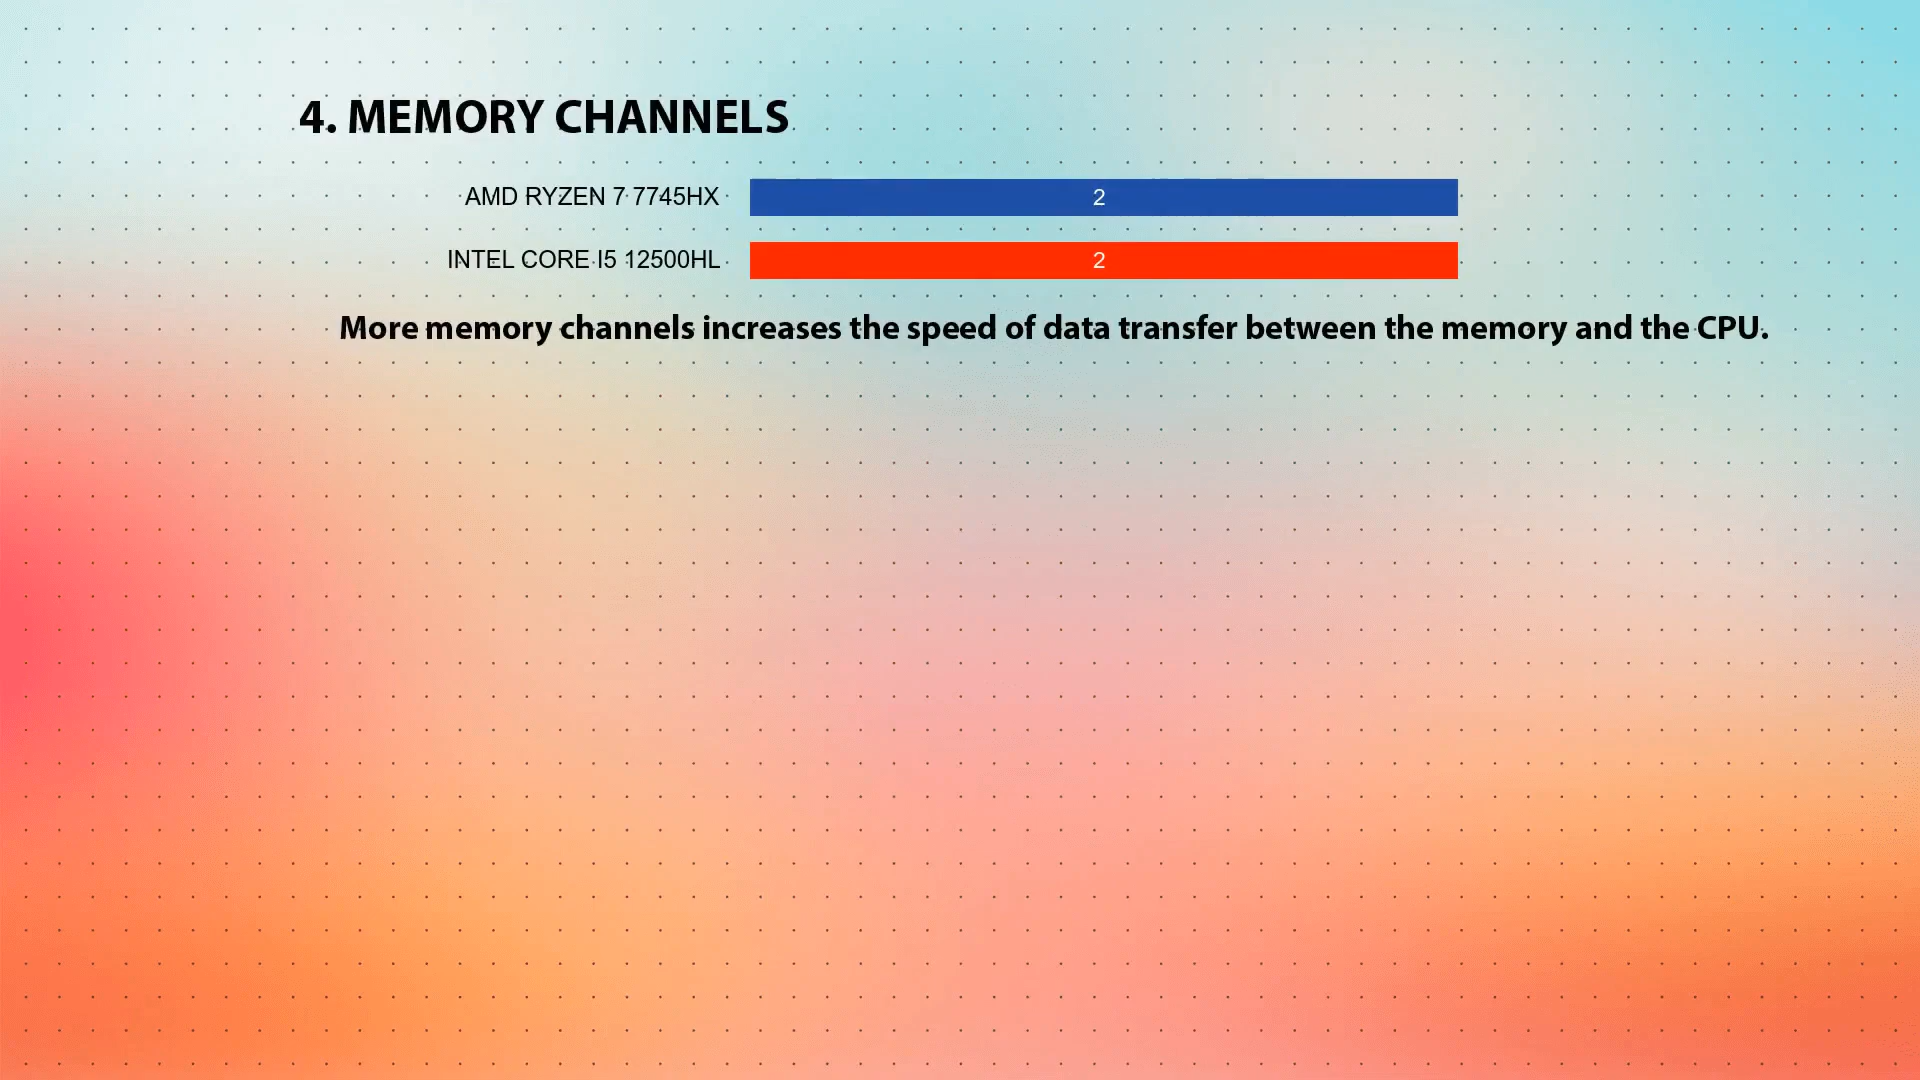 4. MEMORY CHANNELS
AMD RYZEN 7 7745HX 2
INTEL CORE I5 12500HL 2
More memory channels increases the speed of data transfer between the memory and the CPU.